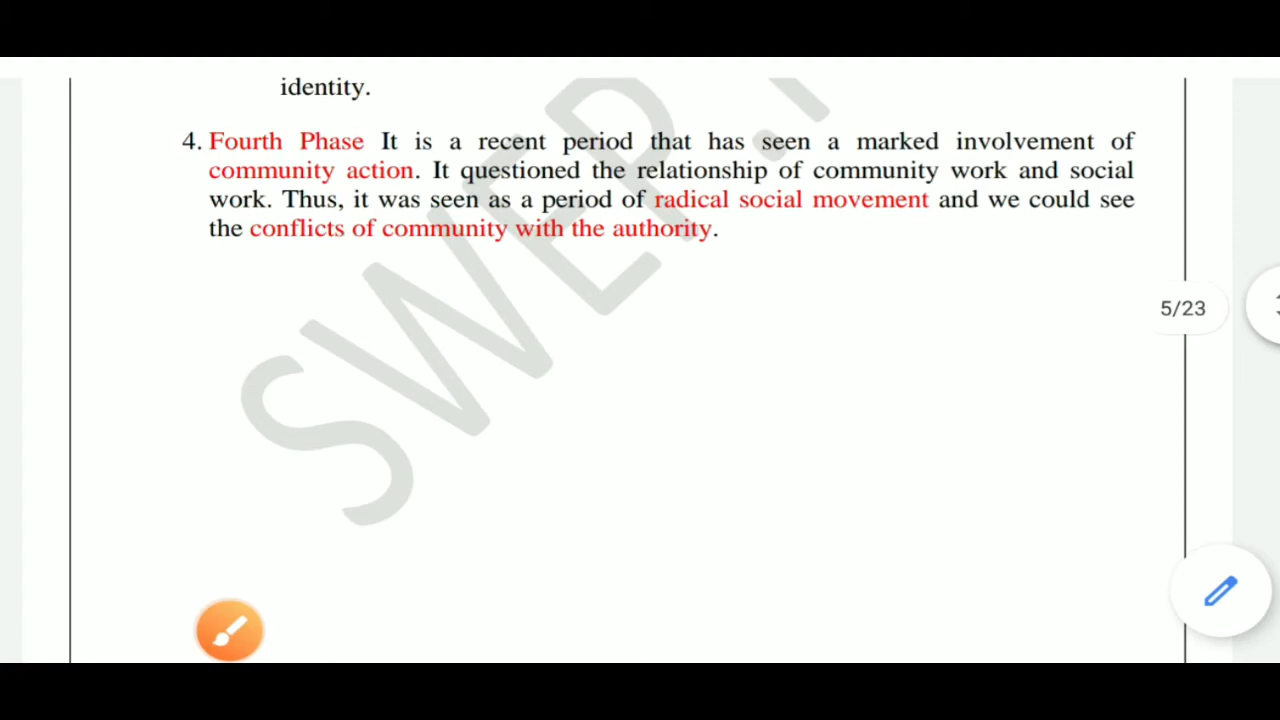 identity.
4. Fourth Phase It is a recent period that has seen a marked involvement of
community action. It questioned the relationship of community work and social
work. Thus, it was seen as a period of radical social movement and we could see
the conflicts of community with the authority.
SWEP.
5/23